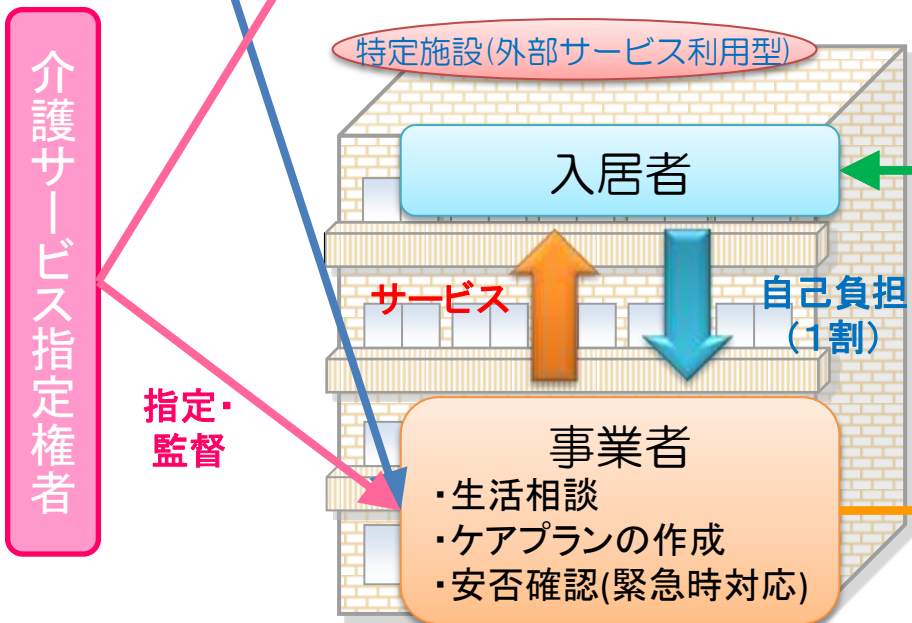 介護サービス指定権者
特定施設(外部サービス利用型)
入居者
サービス
自己負担
(1割)
指定・
監督
事業者
・生活相談
・ケアプランの作成
・安否確認(緊急時対応)